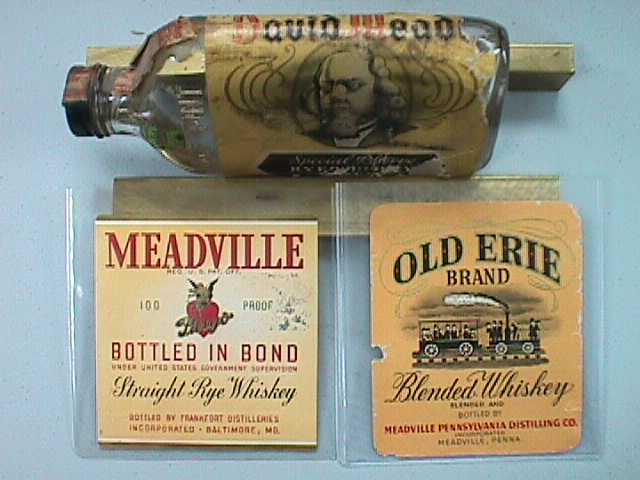 David Mead
Special Reserve
MEADVILLE
REG. U.S. PAT. OFF.
100 PROOF
BOTTLED IN BOND
UNDER UNITED STATES GOVERNMENT SUPERVISION
Straight Rye Whiskey
BOTTLED BY FRANKFORT DISTILLERIES
INCORPORATED - BALTIMORE, MD.
OLD ERIE
BRAND
Blended Whiskey
BLENDED AND
BOTTLED BY
MEADVILLE PENNSYLVANIA DISTILLING CO.
INCORPORATED
MEADVILLE, PENNA.